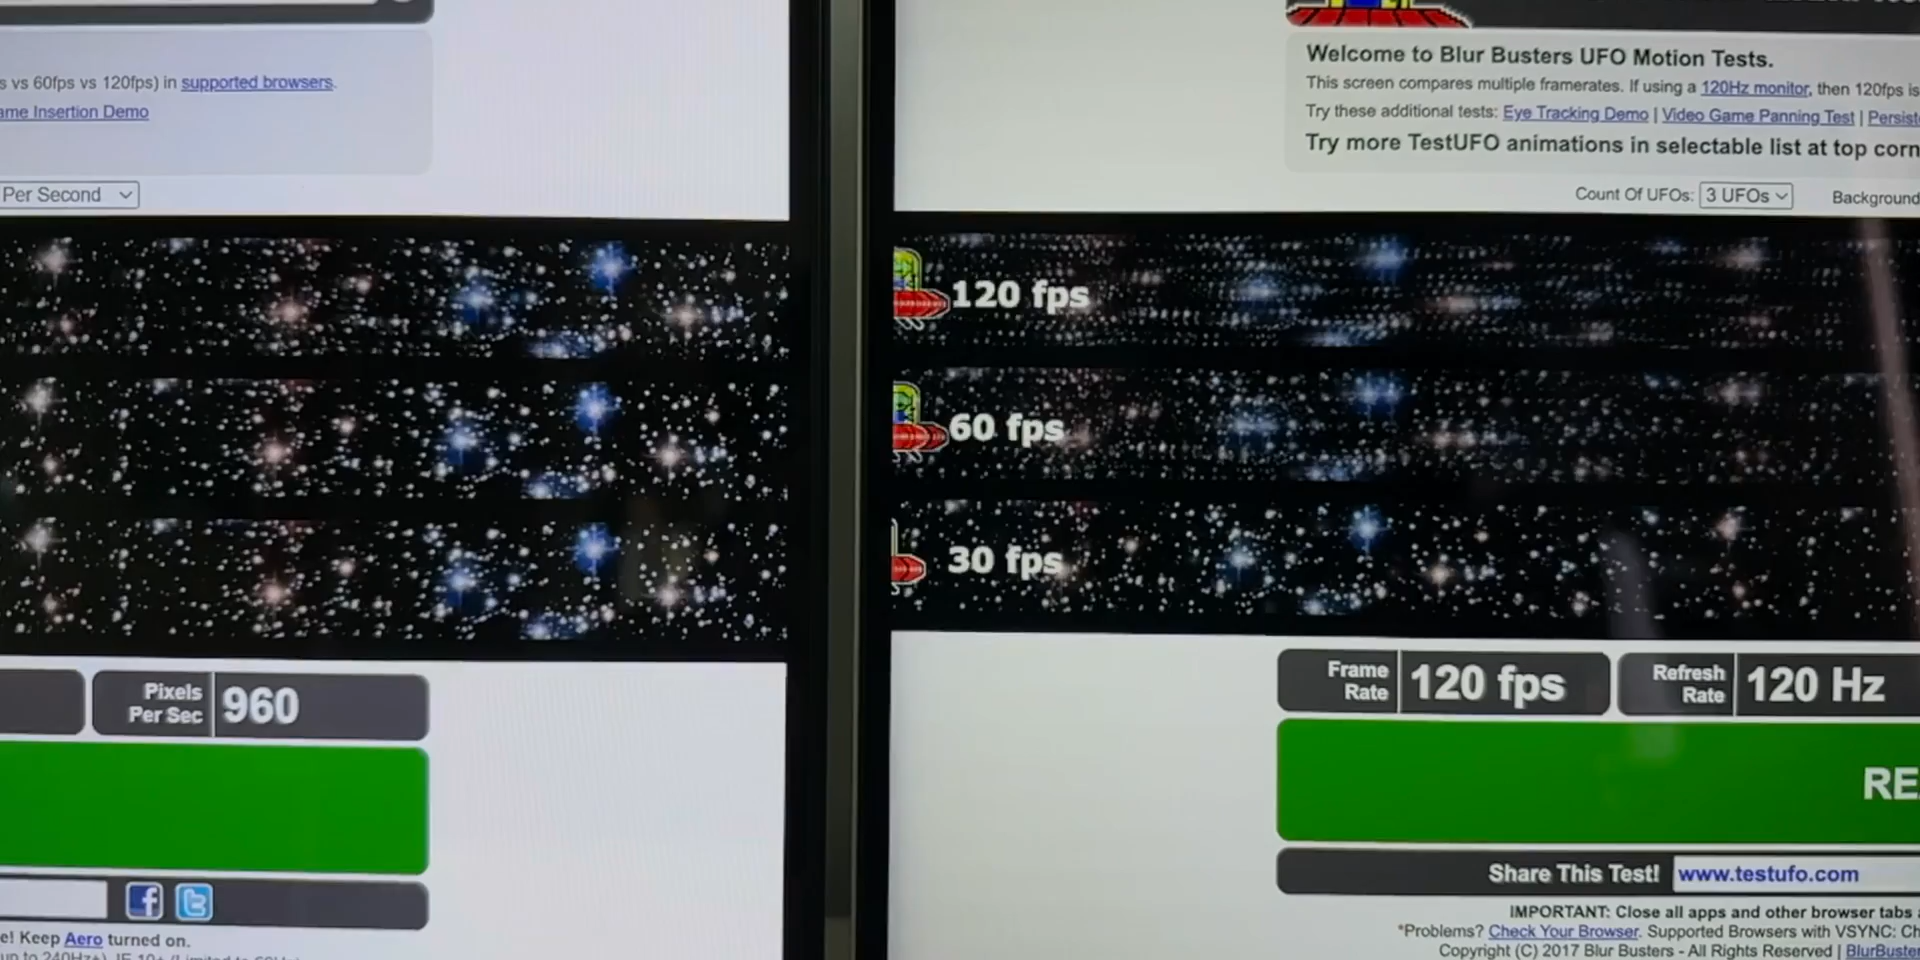 s vs 60fps vs 120fps) in supported browsers.
ame Insertion Demo
Per Second
Pixels
Per Sec
960
e! Keep Aero turned on.
Welcome to Blur Busters UFO Motion Tests.
This screen compares multiple framerates. If using a 120Hz monitor, then 120fps is
Try these additional tests: Eye Tracking Demo | Video Game Panning Test | Persist
Try more TestUFO animations in selectable list at top corn
Count Of UFOs: 3 UFOs Background
120 fps
60 fps
30 fps
Frame
Rate
120 fps
Refresh
Rate
120 Hz
RE
Share This Test! www.testufo.com
IMPORTANT: Close all apps and other browser tabs
*Problems? Check Your Browser. Supported Browsers with VSYNC: Ch
Copyright (C) 2017 Blur Busters - All Rights Reserved | BlurBuste